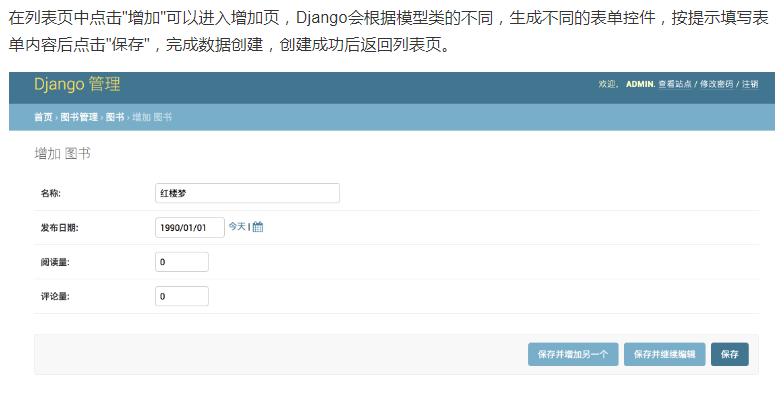 在列表页中点击"增加"可以进入增加页，Django会根据模型类的不同，生成不同的表单控件，按提示填写表
单内容后点击"保存"，完成数据创建，创建成功后返回列表页。
Django 管理
欢迎， ADMIN. 查看站点 / 修改密码 / 注销
首页 › 图书管理 › 图书 › 增加 图书
增加 图书
名称: 红楼梦
发布日期: 1990/01/01 今天 |
阅读量: 0
评论量: 0
保存并增加另一个 保存并继续编辑 保存